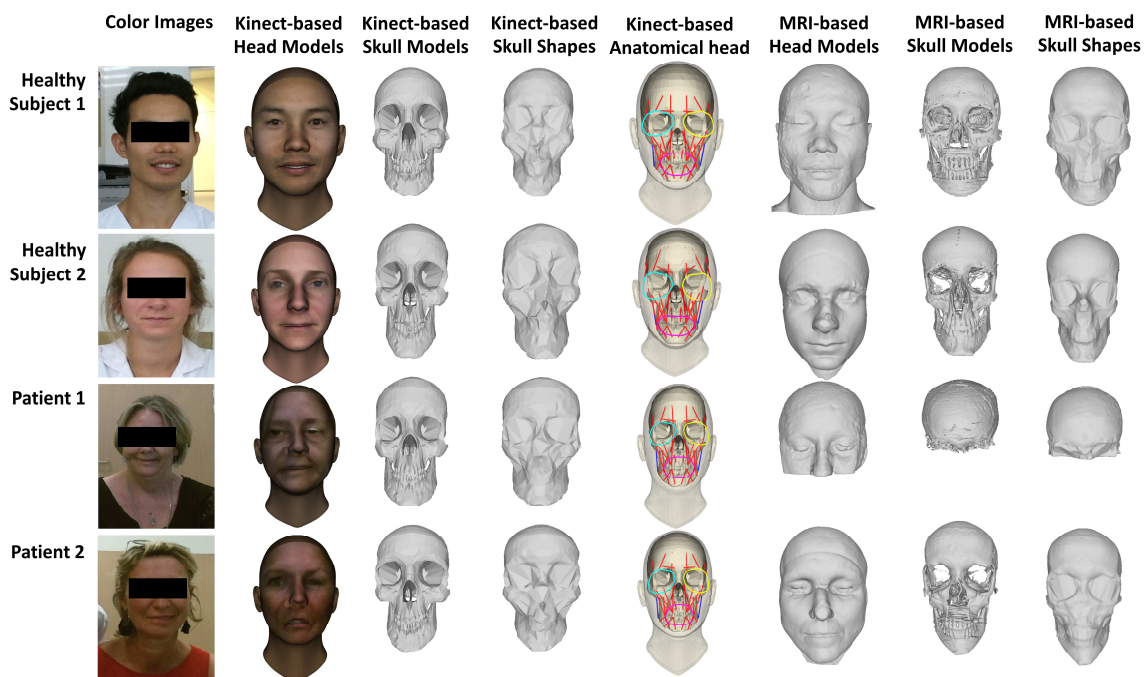 Color Images
Kinect-based
Head Models
Kinect-based
Skull Models
Kinect-based
Skull Shapes
Kinect-based
Anatomical head
MRI-based
Head Models
MRI-based
Skull Models
MRI-based
Skull Shapes
Healthy
Subject 1
Healthy
Subject 2
Patient 1
Patient 2